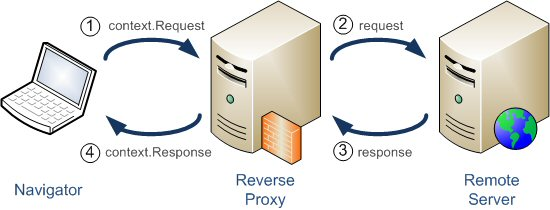 1 context.Request
2 request
4 context.Response
3 response
Navigator
Reverse
Proxy
Remote
Server